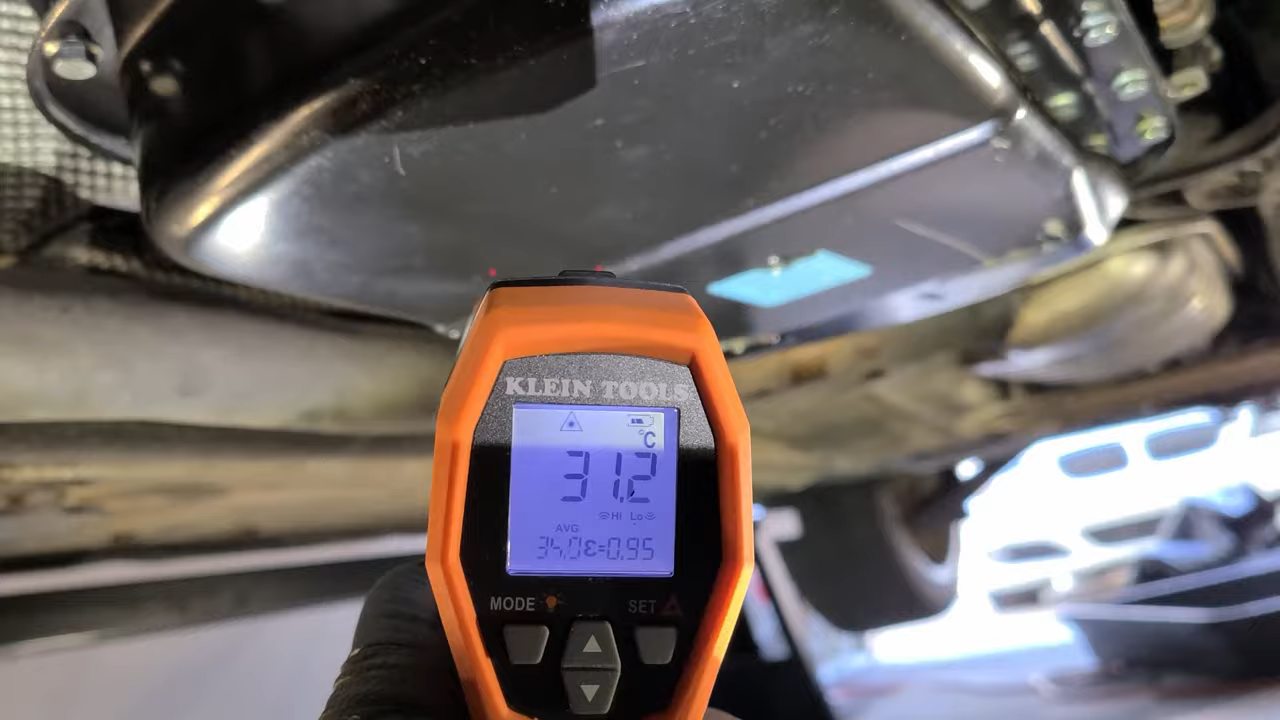 KLEIN TOOLS
°C
31.2
Hi Lo
AVG
34.0 ε=0.95
MODE SET